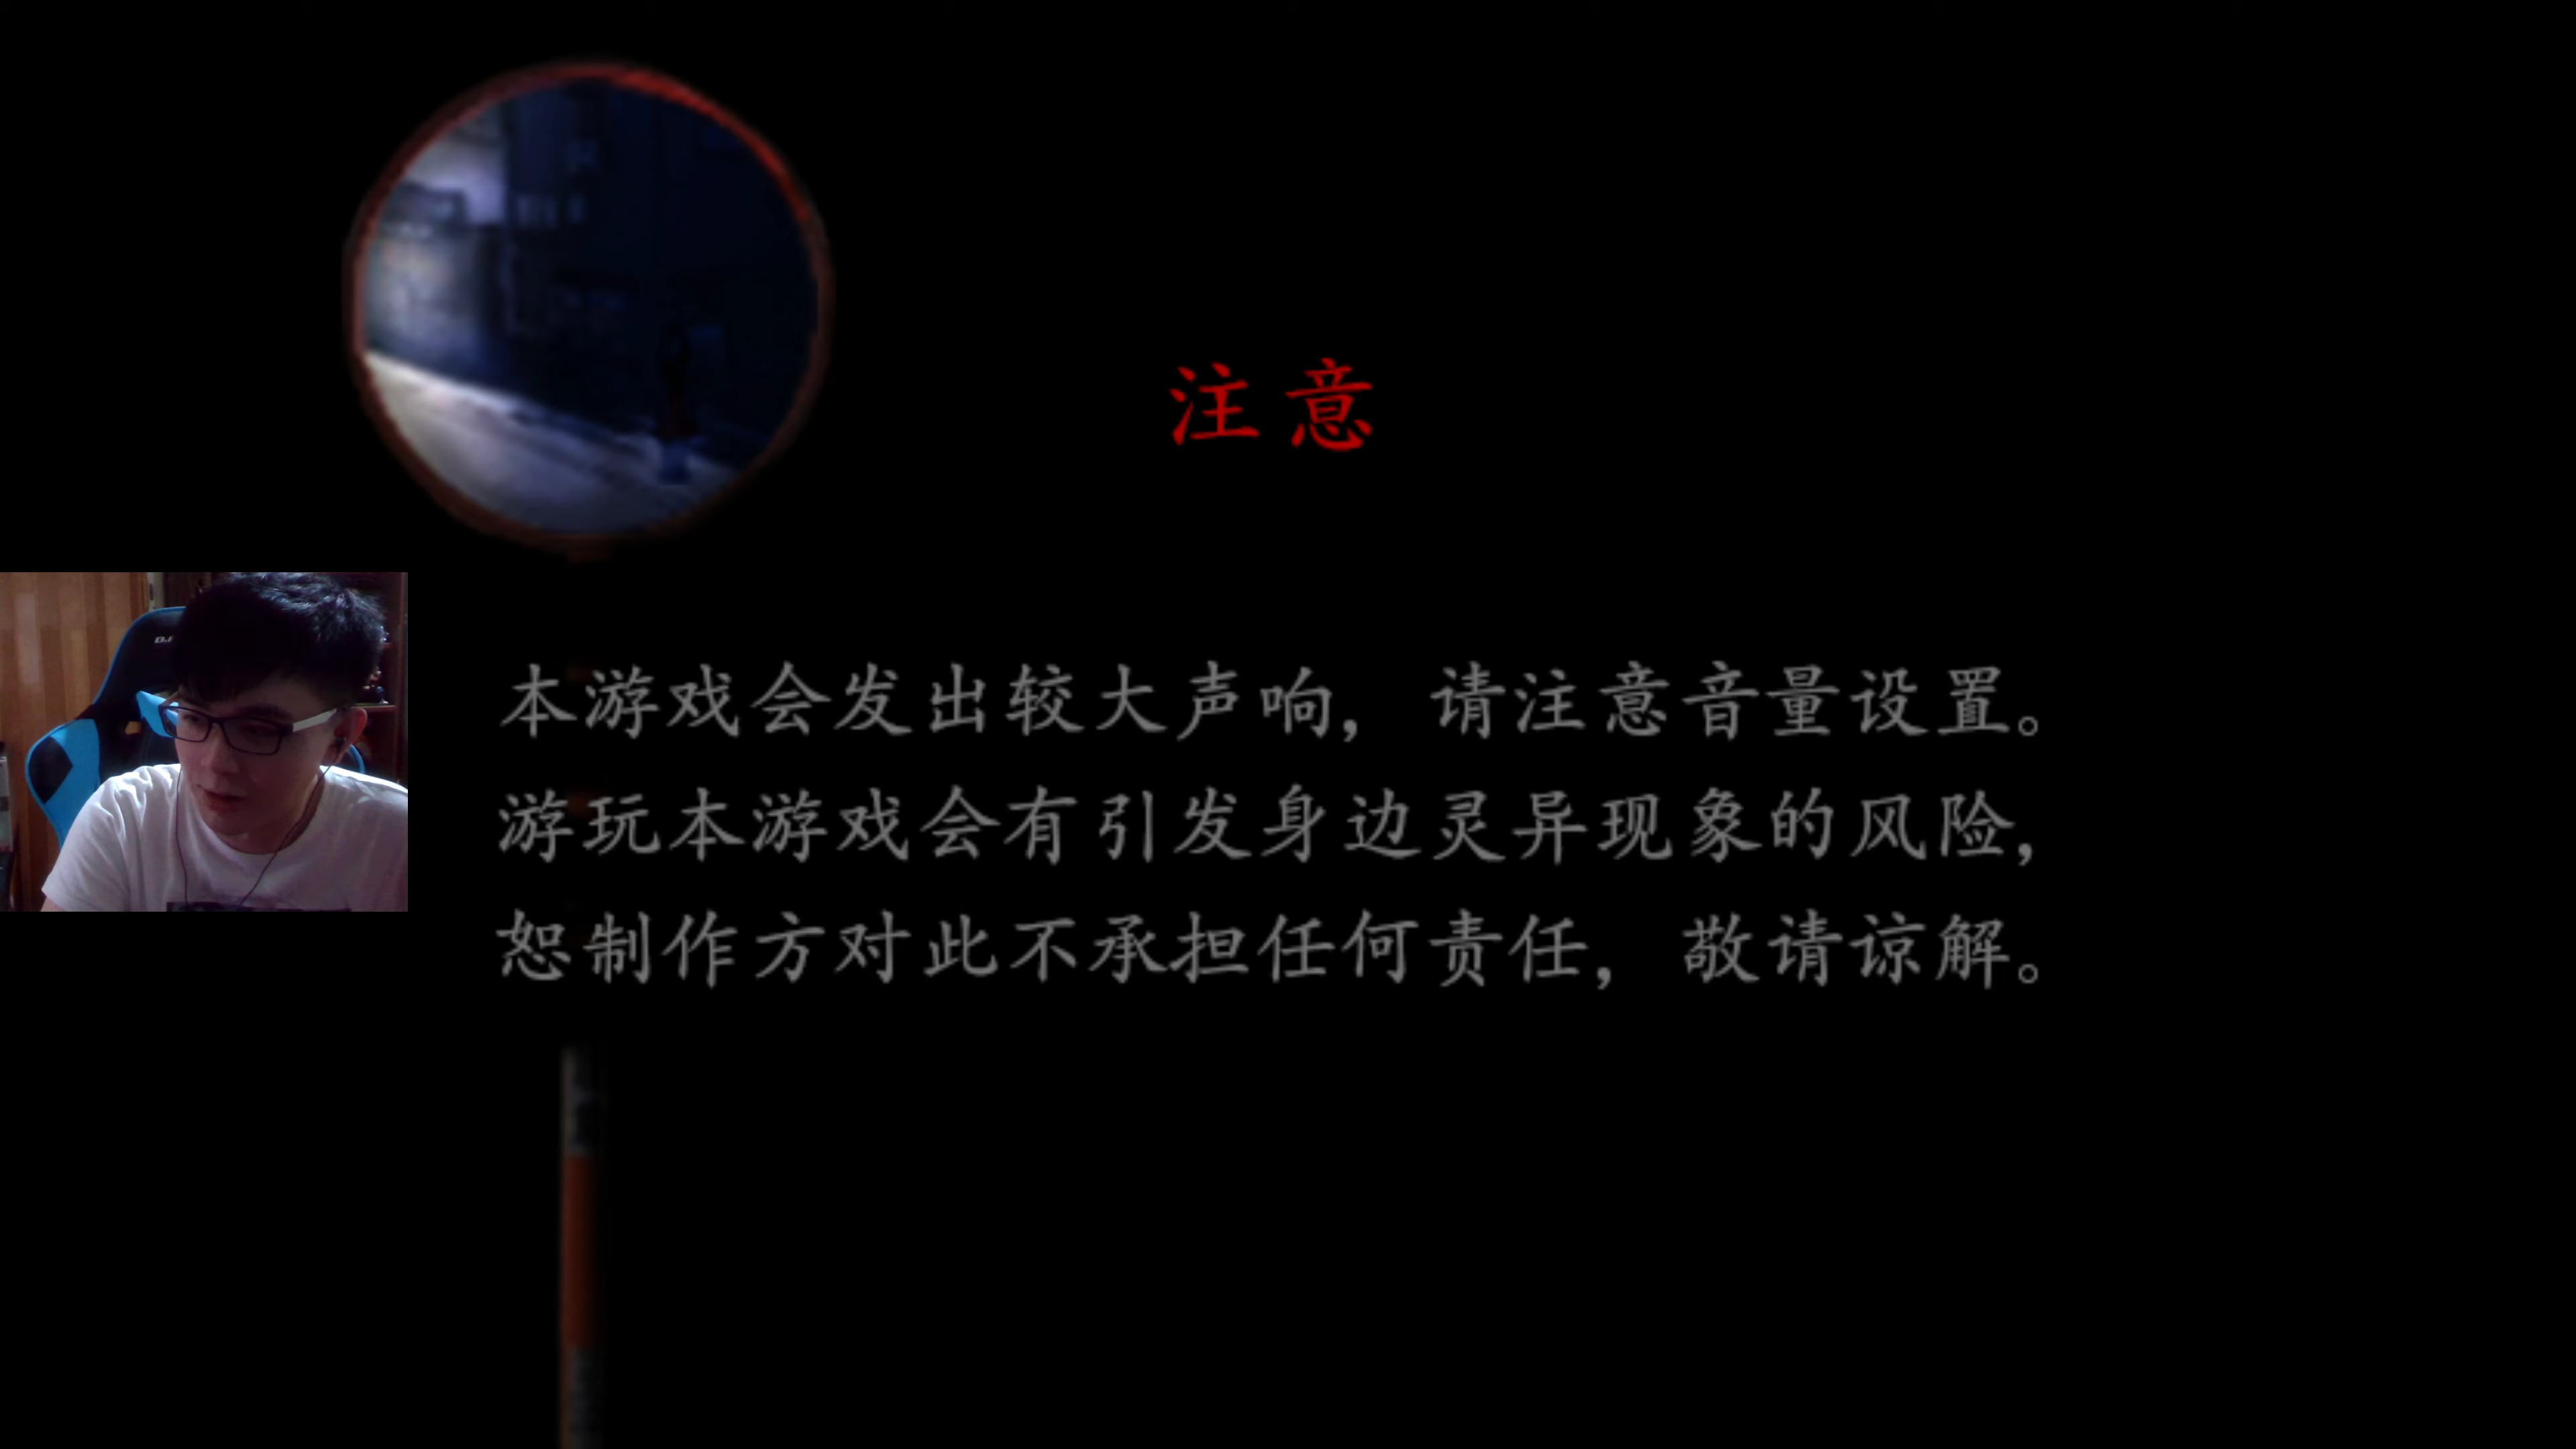 注意
本游戏会发出较大声响，请注意音量设置。
游玩本游戏会有引发身边灵异现象的风险，
恕制作方对此不承担任何责任，敬请谅解。